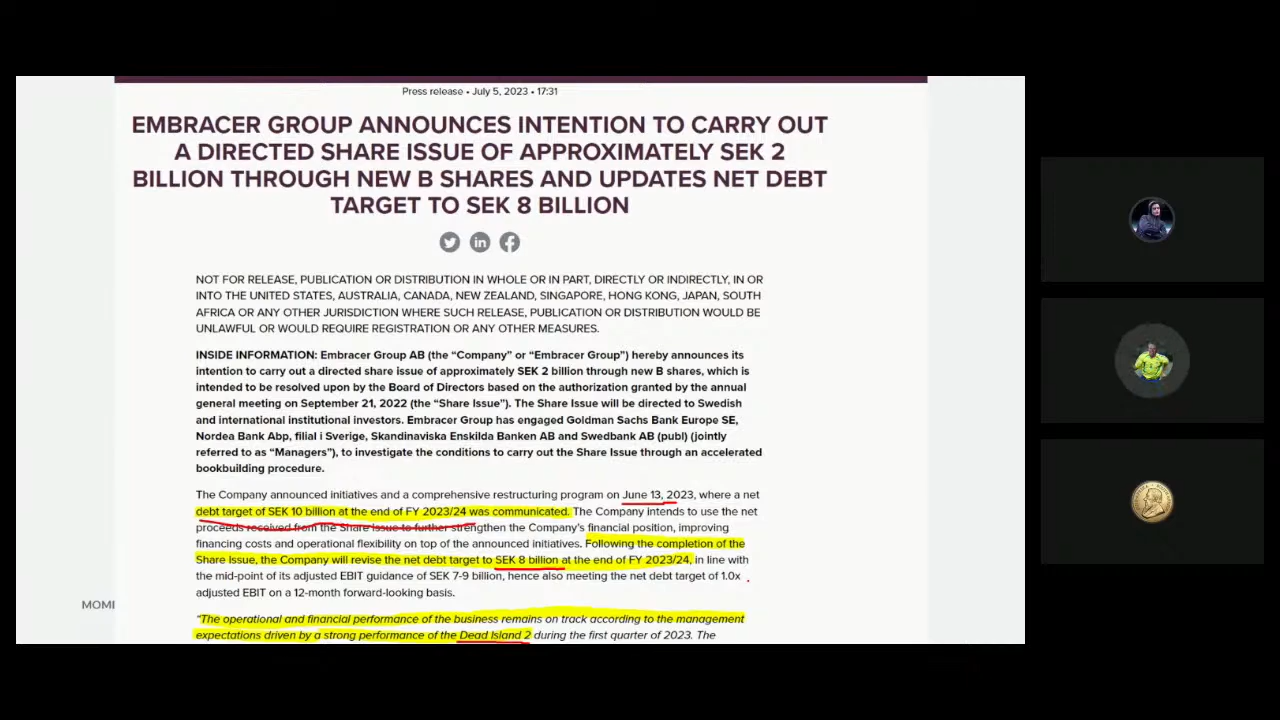 Press release • July 5, 2023 • 17:31
EMBRACER GROUP ANNOUNCES INTENTION TO CARRY OUT
A DIRECTED SHARE ISSUE OF APPROXIMATELY SEK 2
BILLION THROUGH NEW B SHARES AND UPDATES NET DEBT
TARGET TO SEK 8 BILLION
NOT FOR RELEASE, PUBLICATION OR DISTRIBUTION IN WHOLE OR IN PART, DIRECTLY OR INDIRECTLY, IN OR
INTO THE UNITED STATES, AUSTRALIA, CANADA, NEW ZEALAND, SINGAPORE, HONG KONG, JAPAN, SOUTH
AFRICA OR ANY OTHER JURISDICTION WHERE SUCH RELEASE, PUBLICATION OR DISTRIBUTION WOULD BE
UNLAWFUL OR WOULD REQUIRE REGISTRATION OR ANY OTHER MEASURES.
INSIDE INFORMATION: Embracer Group AB (the “Company” or “Embracer Group”) hereby announces its
intention to carry out a directed share issue of approximately SEK 2 billion through new B shares, which is
intended to be resolved upon by the Board of Directors based on the authorization granted by the annual
general meeting on September 21, 2022 (the “Share Issue”). The Share Issue will be directed to Swedish
and international institutional investors. Embracer Group has engaged Goldman Sachs Bank Europe SE,
Nordea Bank Abp, filial i Sverige, Skandinaviska Enskilda Banken AB and Swedbank AB (publ) (jointly
referred to as “Managers”), to investigate the conditions to carry out the Share Issue through an accelerated
bookbuilding procedure.
The Company announced initiatives and a comprehensive restructuring program on June 13, 2023, where a net
debt target of SEK 10 billion at the end of FY 2023/24 was communicated. The Company intends to use the net
proceeds received from the Share Issue to further strengthen the Company’s financial position, improving
financing costs and operational flexibility on top of the announced initiatives. Following the completion of the
Share Issue, the Company will revise the net debt target to SEK 8 billion at the end of FY 2023/24, in line with
the mid-point of its adjusted EBIT guidance of SEK 7-9 billion, hence also meeting the net debt target of 1.0x
adjusted EBIT on a 12-month forward-looking basis.
MOMI
“The operational and financial performance of the business remains on track according to the management
expectations driven by a strong performance of the Dead Island 2 during the first quarter of 2023. The